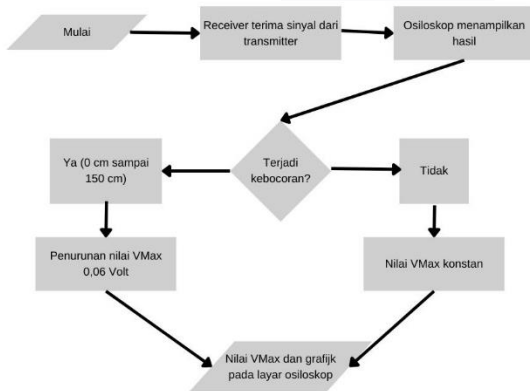 Mulai
Receiver terima sinyal dari
transmitter
Osiloskop menampilkan
hasil
Ya (0 cm sampai
150 cm)
Terjadi
kebocoran?
Tidak
Penurunan nilai VMax
0,06 Volt
Nilai VMax konstan
Nilai VMax dan grafijk
pada layar osiloskop